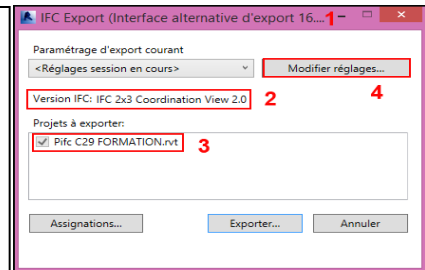 IFC Export (Interface alternative d'export 16.... 1
Paramétrage d'export courant
<Réglages session en cours> Modifier réglages...
Version IFC: IFC 2x3 Coordination View 2.0 2 4
Projets à exporter:
Pifc C29 FORMATION.rvt 3
Assignations... Exporter... Annuler